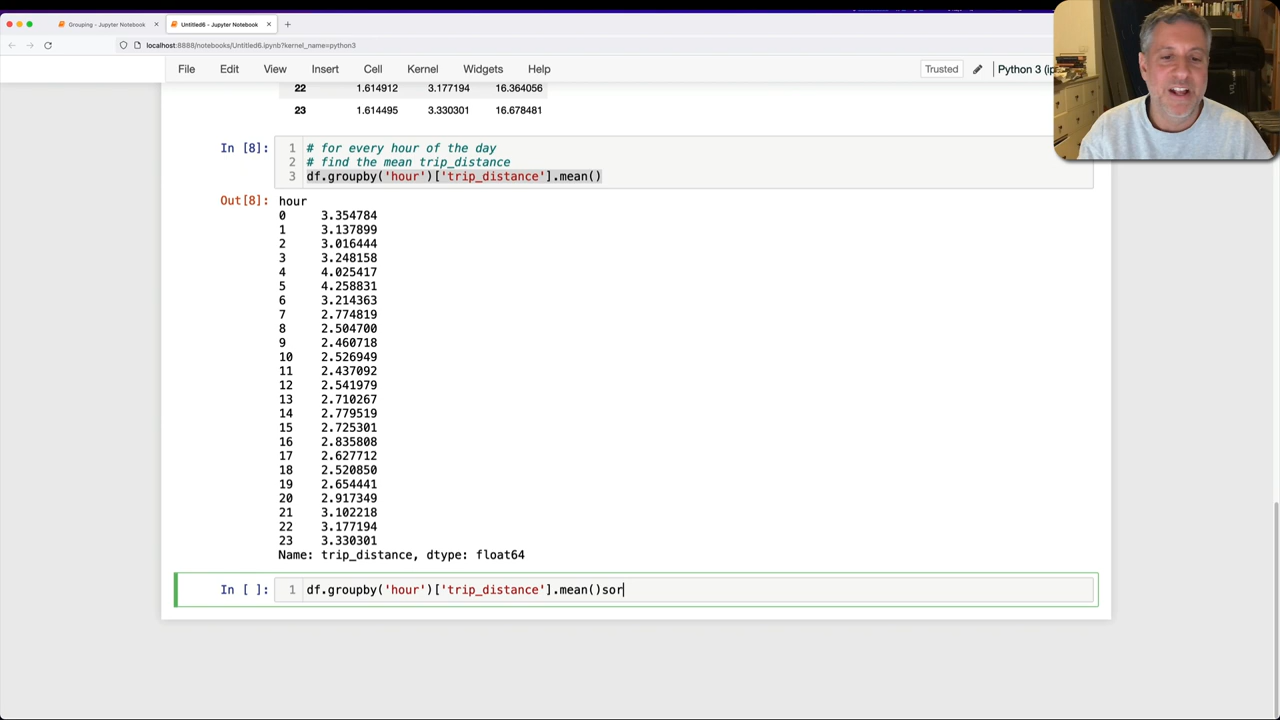 Grouping - Jupyter Notebook
Untitled6 - Jupyter Notebook
localhost:8888/notebooks/Untitled6.ipynb?kernel_name=python3
File Edit View Insert Cell Kernel Widgets Help Trusted Python 3 (ip
22 1.614912 3.177194 16.364056
23 1.614495 3.330301 16.678481
In [8]:
1 # for every hour of the day
2 # find the mean trip_distance
3 df.groupby('hour')['trip_distance'].mean()
Out[8]: hour
0 3.354784
1 3.137899
2 3.016444
3 3.248158
4 4.025417
5 4.258831
6 3.214363
7 2.774819
8 2.504700
9 2.460718
10 2.526949
11 2.437092
12 2.541979
13 2.710267
14 2.779519
15 2.725301
16 2.835808
17 2.627712
18 2.520850
19 2.654441
20 2.917349
21 3.102218
22 3.177194
23 3.330301
Name: trip_distance, dtype: float64
In [ ]: 1 df.groupby('hour')['trip_distance'].mean()sor